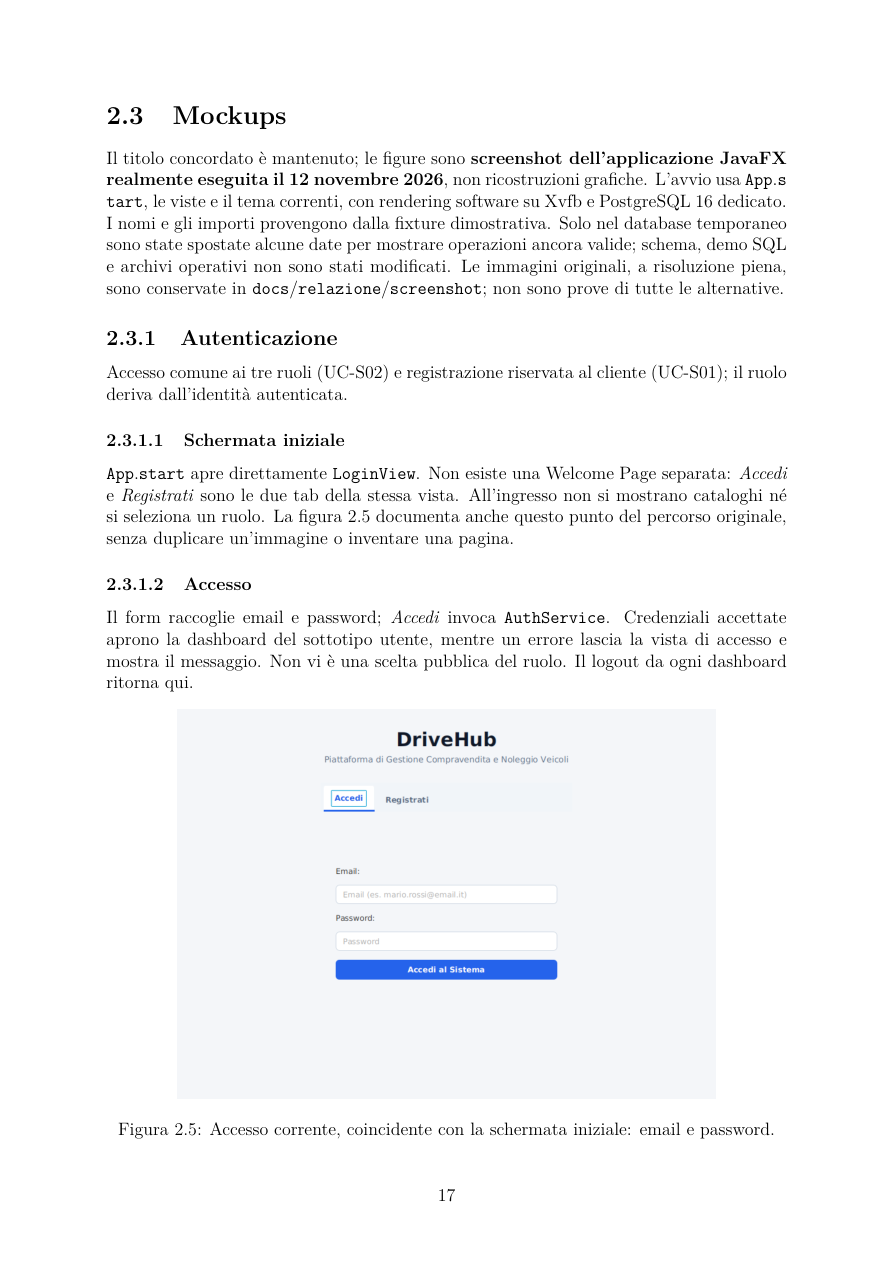 2.3 Mockups
Il titolo concordato è mantenuto; le figure sono screenshot dell'applicazione JavaFX
realmente eseguita il 12 novembre 2026, non ricostruzioni grafiche. L'avvio usa App.s
tart, le viste e il tema correnti, con rendering software su Xvfb e PostgreSQL 16 dedicato.
I nomi e gli importi provengono dalla fixture dimostrativa. Solo nel database temporaneo
sono state spostate alcune date per mostrare operazioni ancora valide; schema, demo SQL
e archivi operativi non sono stati modificati. Le immagini originali, a risoluzione piena,
sono conservate in docs/relazione/screenshot; non sono prove di tutte le alternative.
2.3.1 Autenticazione
Accesso comune ai tre ruoli (UC-S02) e registrazione riservata al cliente (UC-S01); il ruolo
deriva dall'identità autenticata.
2.3.1.1 Schermata iniziale
App.start apre direttamente LoginView. Non esiste una Welcome Page separata: Accedi
e Registrati sono le due tab della stessa vista. All'ingresso non si mostrano cataloghi né
si seleziona un ruolo. La figura 2.5 documenta anche questo punto del percorso originale,
senza duplicare un'immagine o inventare una pagina.
2.3.1.2 Accesso
Il form raccoglie email e password; Accedi invoca AuthService. Credenziali accettate
aprono la dashboard del sottotipo utente, mentre un errore lascia la vista di accesso e
mostra il messaggio. Non vi è una scelta pubblica del ruolo. Il logout da ogni dashboard
ritorna qui.
DriveHub
Piattaforma di Gestione Compravendita e Noleggio Veicoli
Accedi Registrati
Email:
Email (es. mario.rossi@email.it)
Password:
Password
Accedi al Sistema
Figura 2.5: Accesso corrente, coincidente con la schermata iniziale: email e password.
17